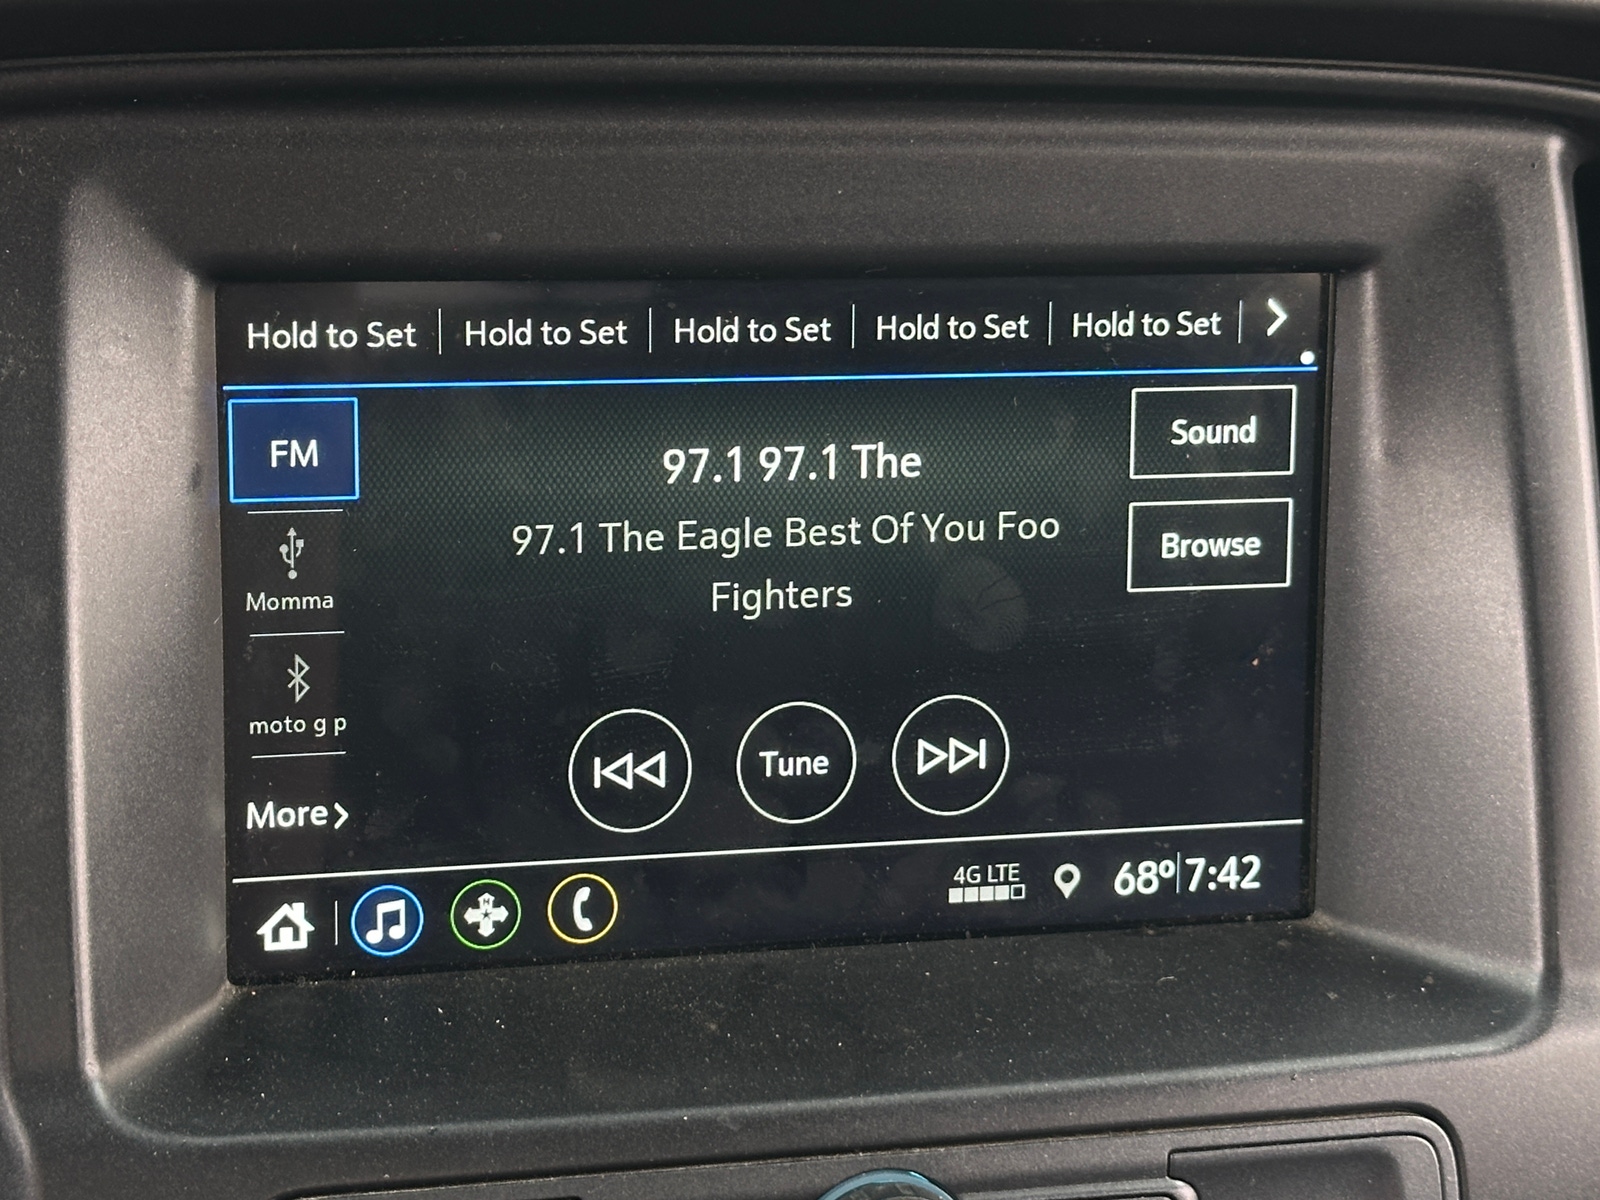 Hold to Set Hold to Set Hold to Set Hold to Set Hold to Set
FM
Sound
97.1 97.1 The
97.1 The Eagle Best Of You Foo
Fighters
Browse
Momma
moto g p
Tune
More
4G LTE
68º 7:42